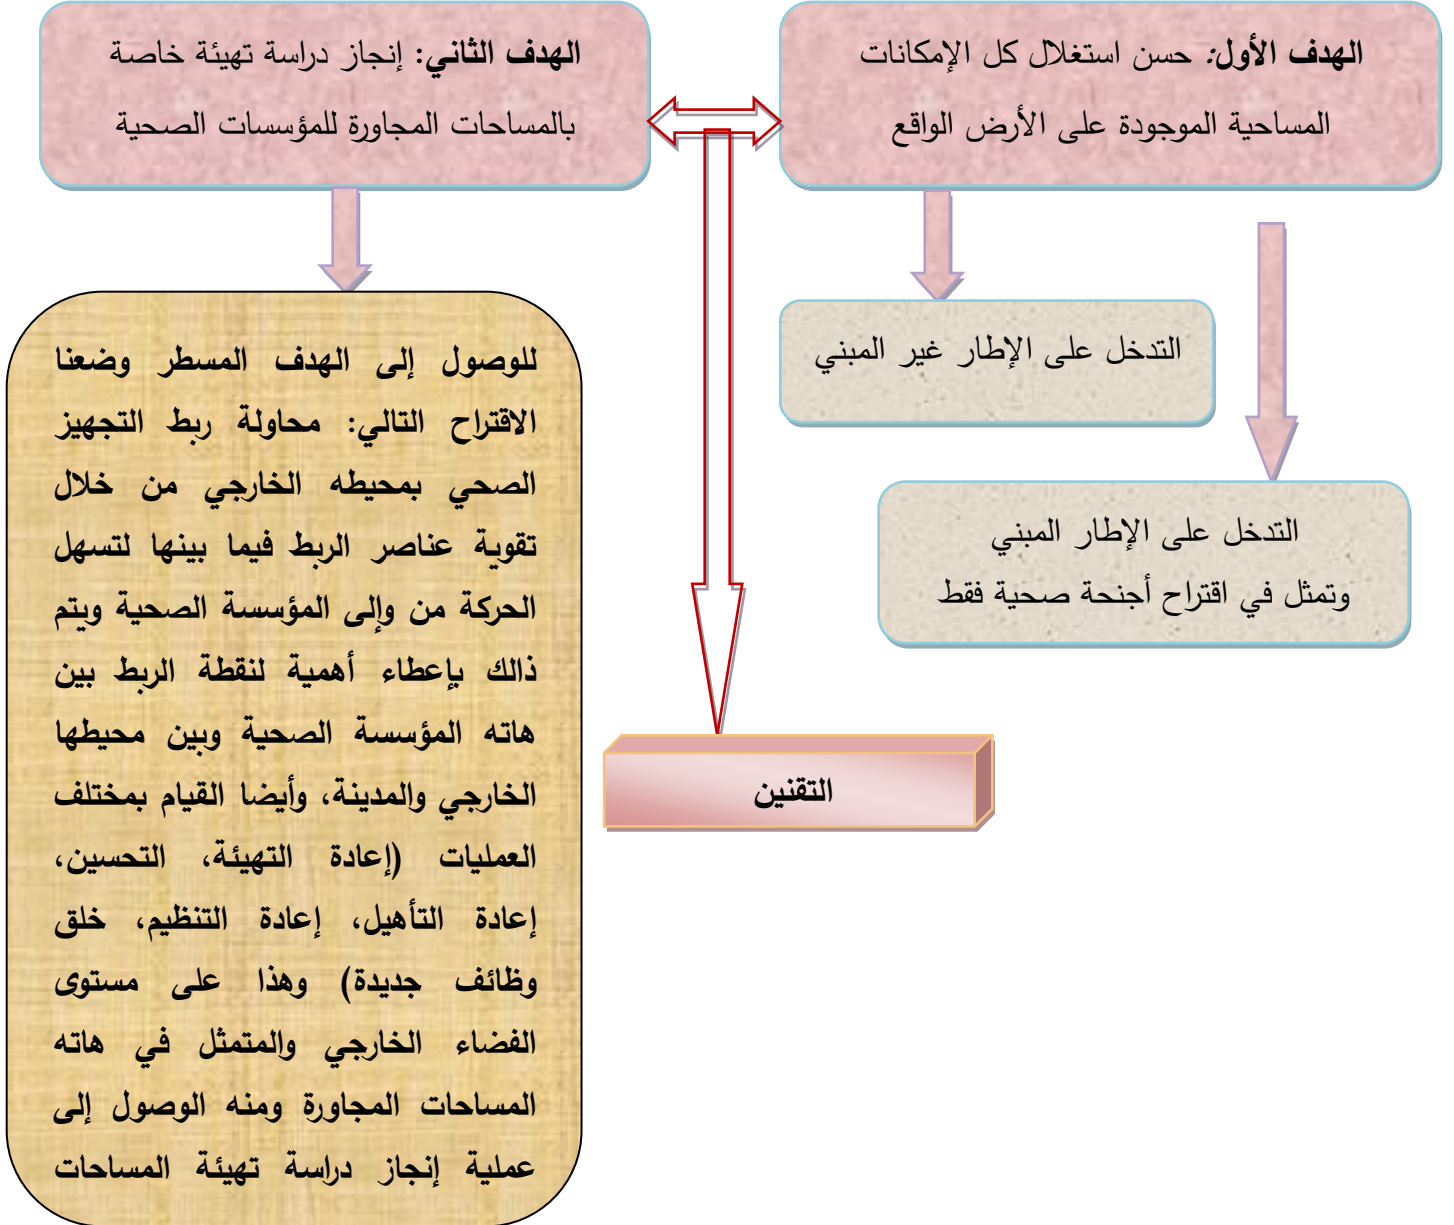 الهدف الأول: حسن استغلال كل الإمكانات
المساحية الموجودة على الأرض الواقع
الهدف الثاني: إنجاز دراسة تهيئة خاصة
بالمساحات المجاورة للمؤسسات الصحية
التدخل على الإطار غير المبني
التدخل على الإطار المبني
وتمثل في اقتراح أجنحة صحية فقط
للوصول إلى الهدف المسطر وضعنا
الاقتراح التالي: محاولة ربط التجهيز
الصحي بمحيطه الخارجي من خلال
تقوية عناصر الربط فيما بينها لتسهل
الحركة من وإلى المؤسسة الصحية ويتم
ذالك بإعطاء أهمية لنقطة الربط بين
هاته المؤسسة الصحية وبين محيطها
الخارجي والمدينة، وأيضا القيام بمختلف
العمليات (إعادة التهيئة، التحسين،
إعادة التأهيل، إعادة التنظيم، خلق
وظائف جديدة) وهذا على مستوى
الفضاء الخارجي والمتمثل في هاته
المساحات المجاورة ومنه الوصول إلى
عملية إنجاز دراسة تهيئة المساحات
التقنين